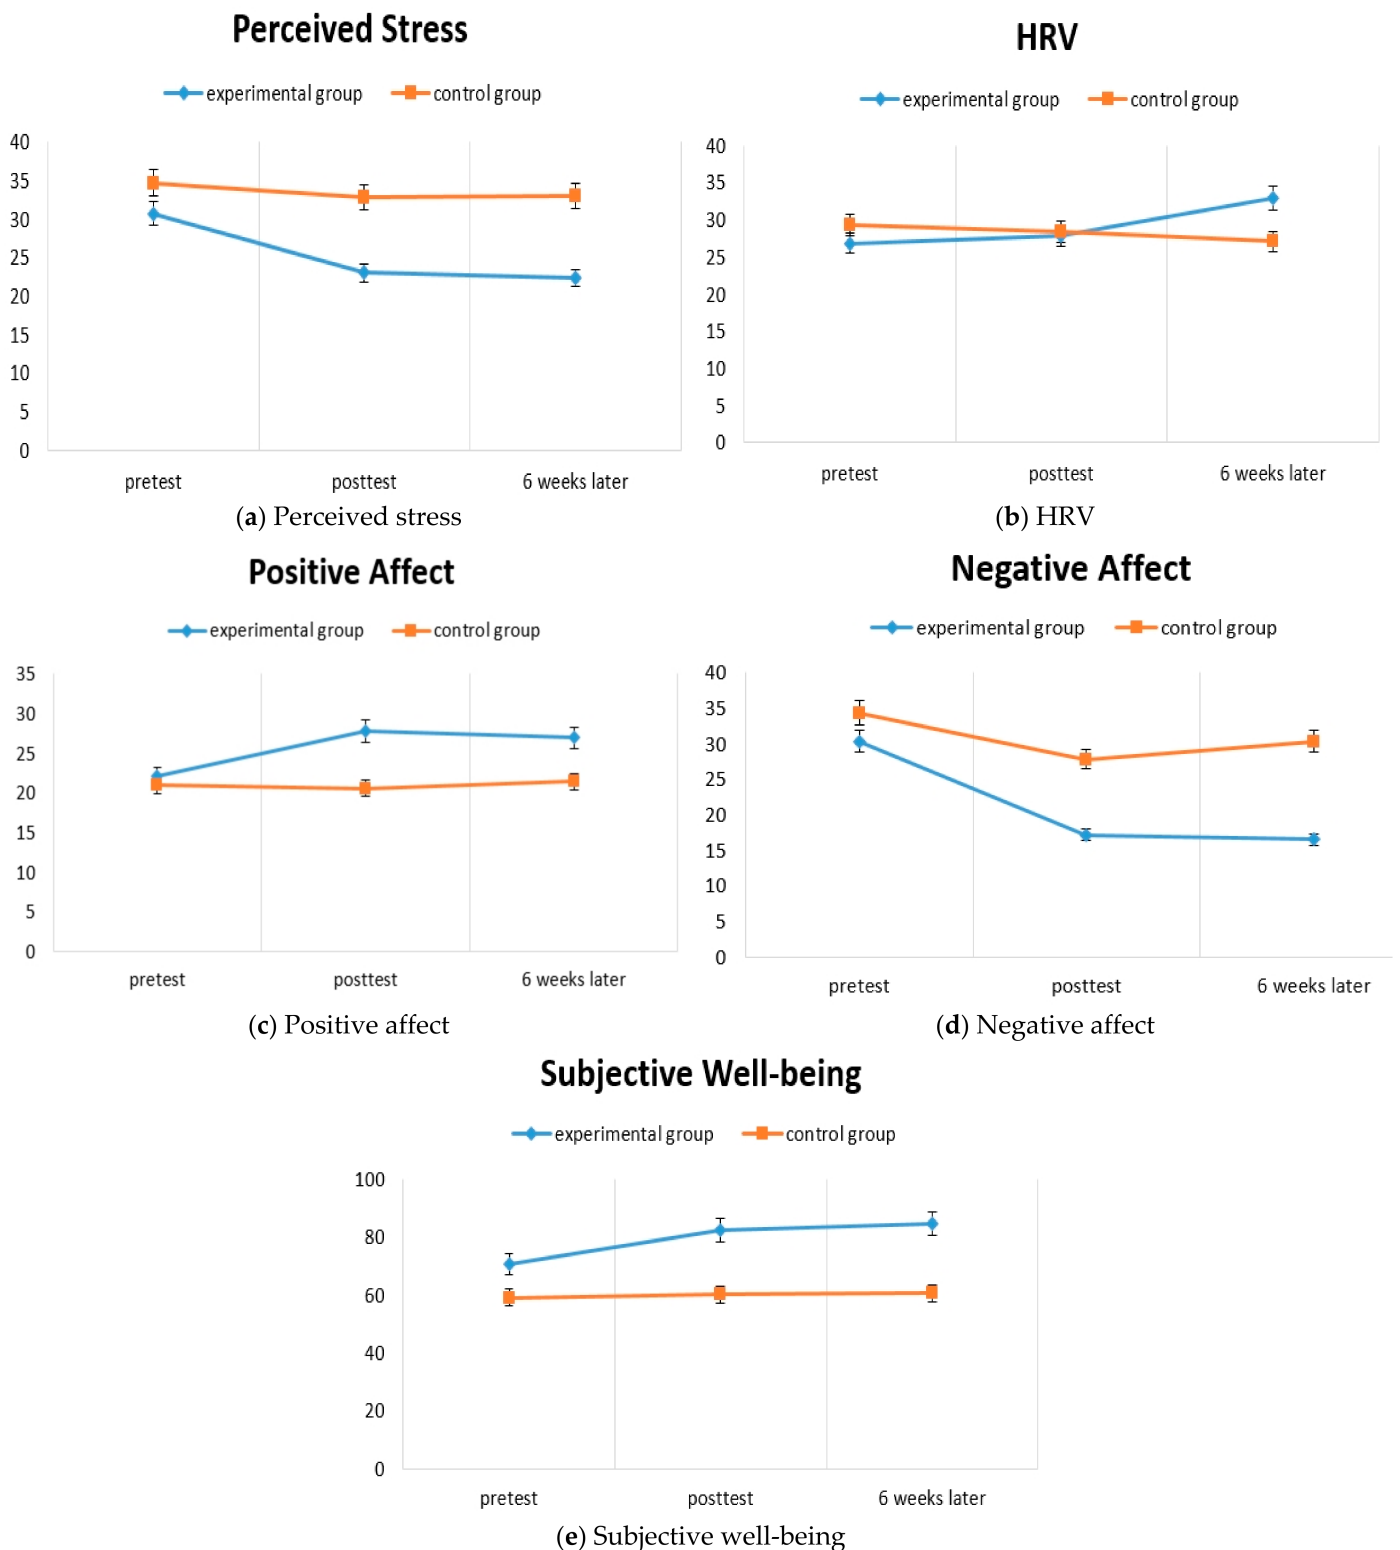 Perceived Stress
experimental group
control group
40
35
30
25
20
15
10
5
0
pretest
posttest
6 weeks later
(a) Perceived stress
HRV
experimental group
control group
40
35
30
25
20
15
10
5
0
pretest
posttest
6 weeks later
(b) HRV
Positive Affect
experimental group
control group
35
30
25
20
15
10
5
0
pretest
posttest
6 weeks later
(c) Positive affect
Negative Affect
experimental group
control group
40
35
30
25
20
15
10
5
0
pretest
posttest
6 weeks later
(d) Negative affect
Subjective Well-being
experimental group
control group
100
80
60
40
20
0
pretest
posttest
6 weeks later
(e) Subjective well-being